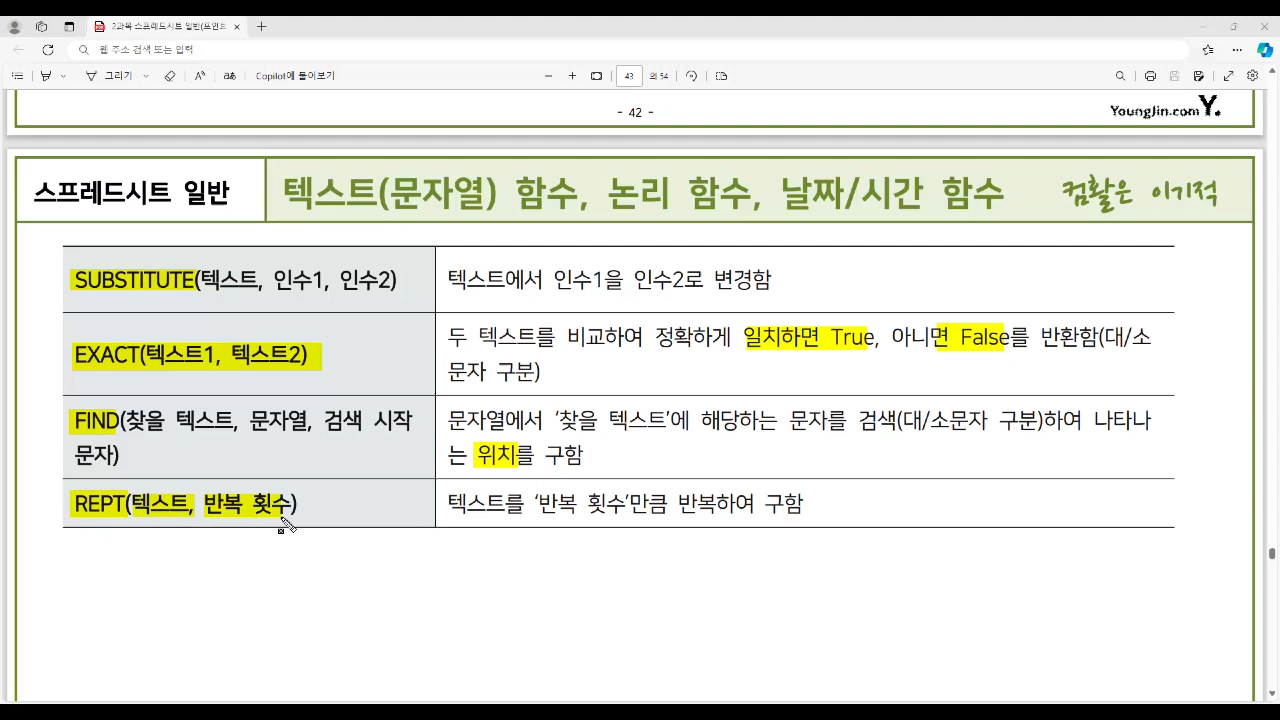 2과목 스프레드시트 일반(포인트
웹 주소 검색 또는 입력
그리기
Copilot에 물어보기
43
의 54
- 42 -
YoungJin.com Y.
스프레드시트 일반
텍스트(문자열) 함수, 논리 함수, 날짜/시간 함수
컴활은 이기적
SUBSTITUTE(텍스트, 인수1, 인수2)
텍스트에서 인수1을 인수2로 변경함
EXACT(텍스트1, 텍스트2)
두 텍스트를 비교하여 정확하게 일치하면 True, 아니면 False를 반환함(대/소
문자 구분)
FIND(찾을 텍스트, 문자열, 검색 시작
문자)
문자열에서 ‘찾을 텍스트’에 해당하는 문자를 검색(대/소문자 구분)하여 나타나
는 위치를 구함
REPT(텍스트, 반복 횟수)
텍스트를 ‘반복 횟수’만큼 반복하여 구함